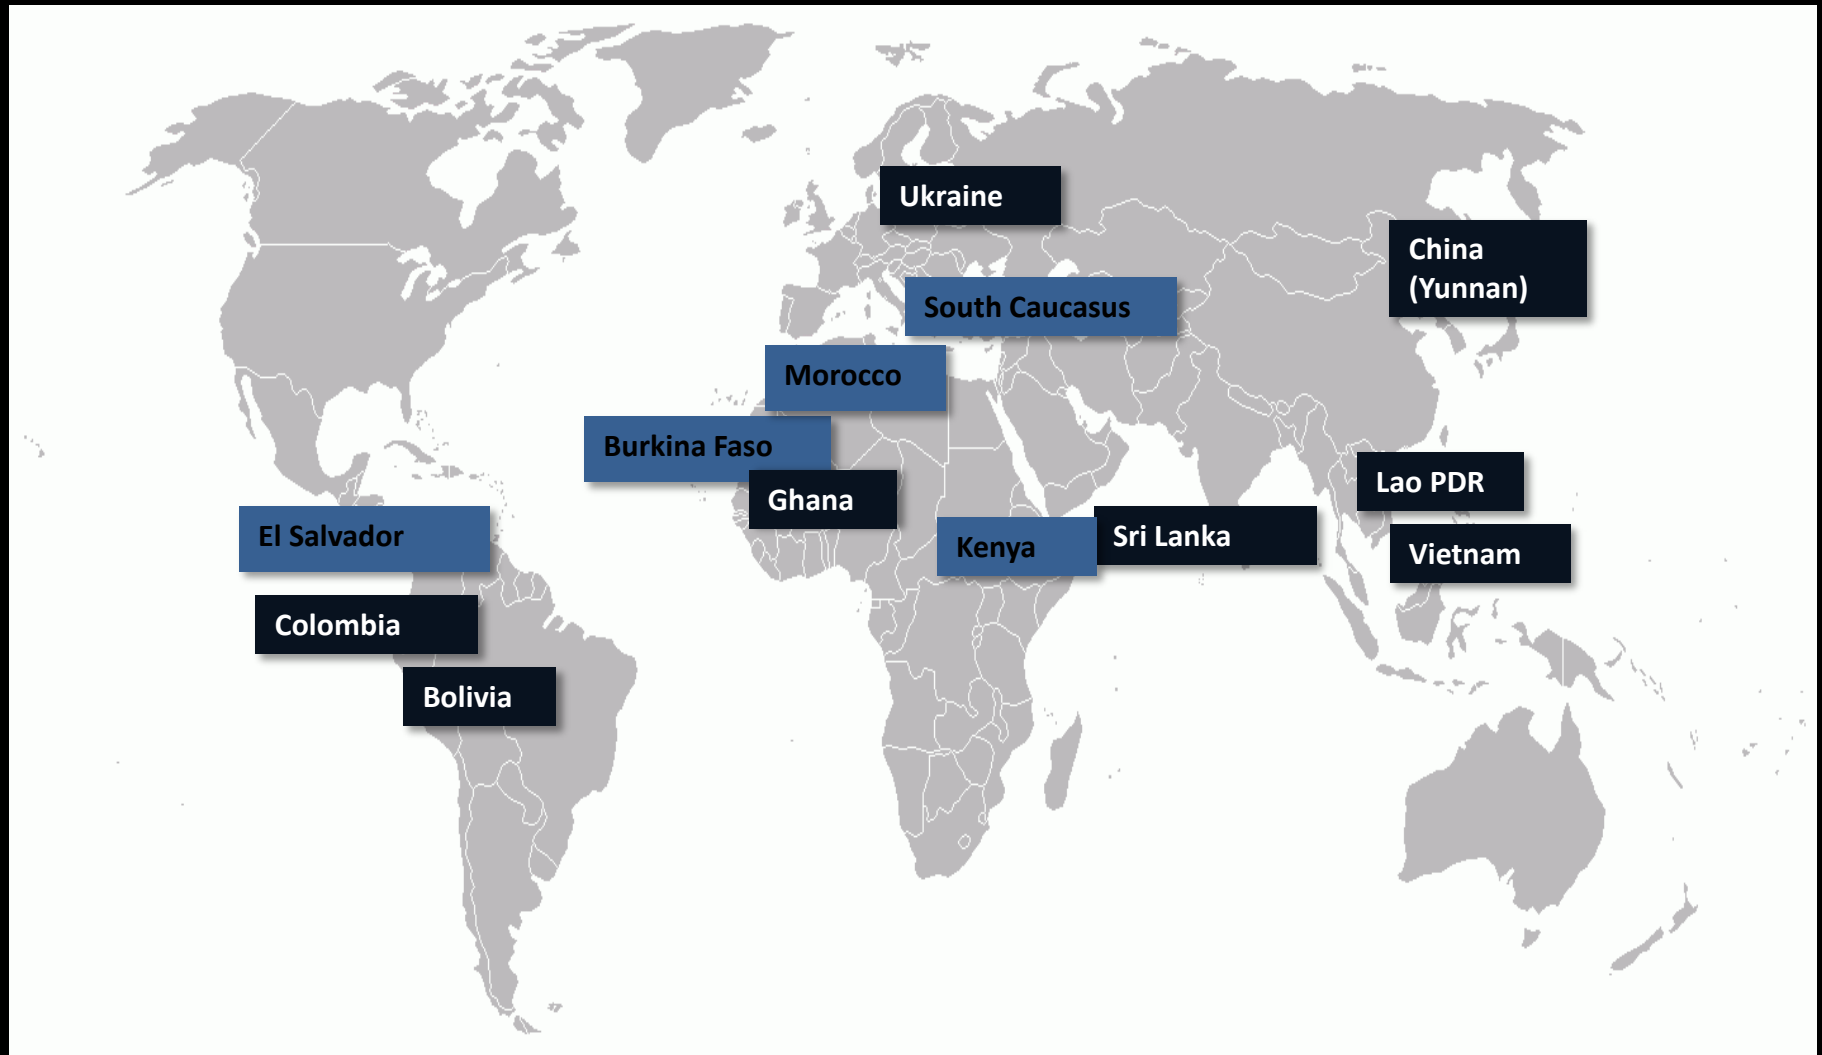 Ukraine
China
(Yunnan)
South Caucasus
Morocco
Burkina Faso
Lao PDR
Ghana
El Salvador
Kenya
Sri Lanka
Vietnam
Colombia
Bolivia